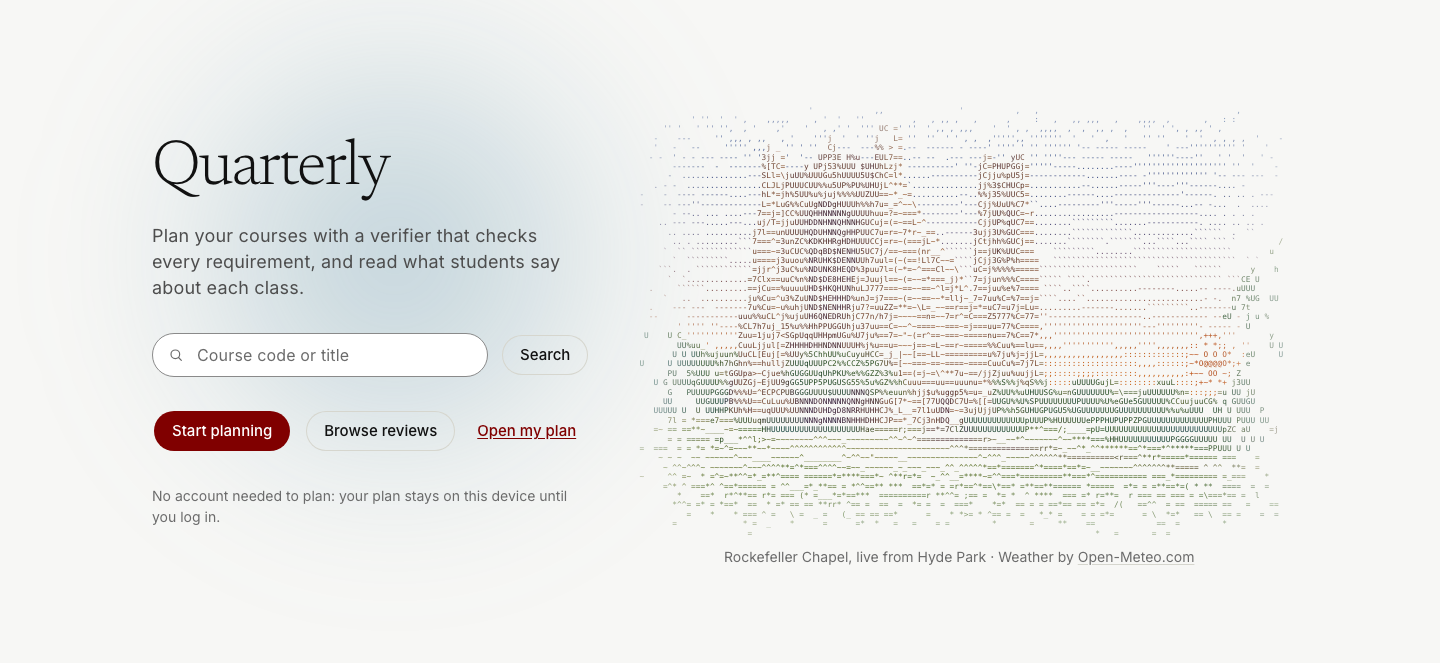 Quarterly
Plan your courses with a verifier that checks
every requirement, and read what students say
about each class.
Course code or title
Search
Start planning
Browse reviews
Open my plan
No account needed to plan: your plan stays on this device until
you log in.
Rockefeller Chapel, live from Hyde Park · Weather by Open-Meteo.com